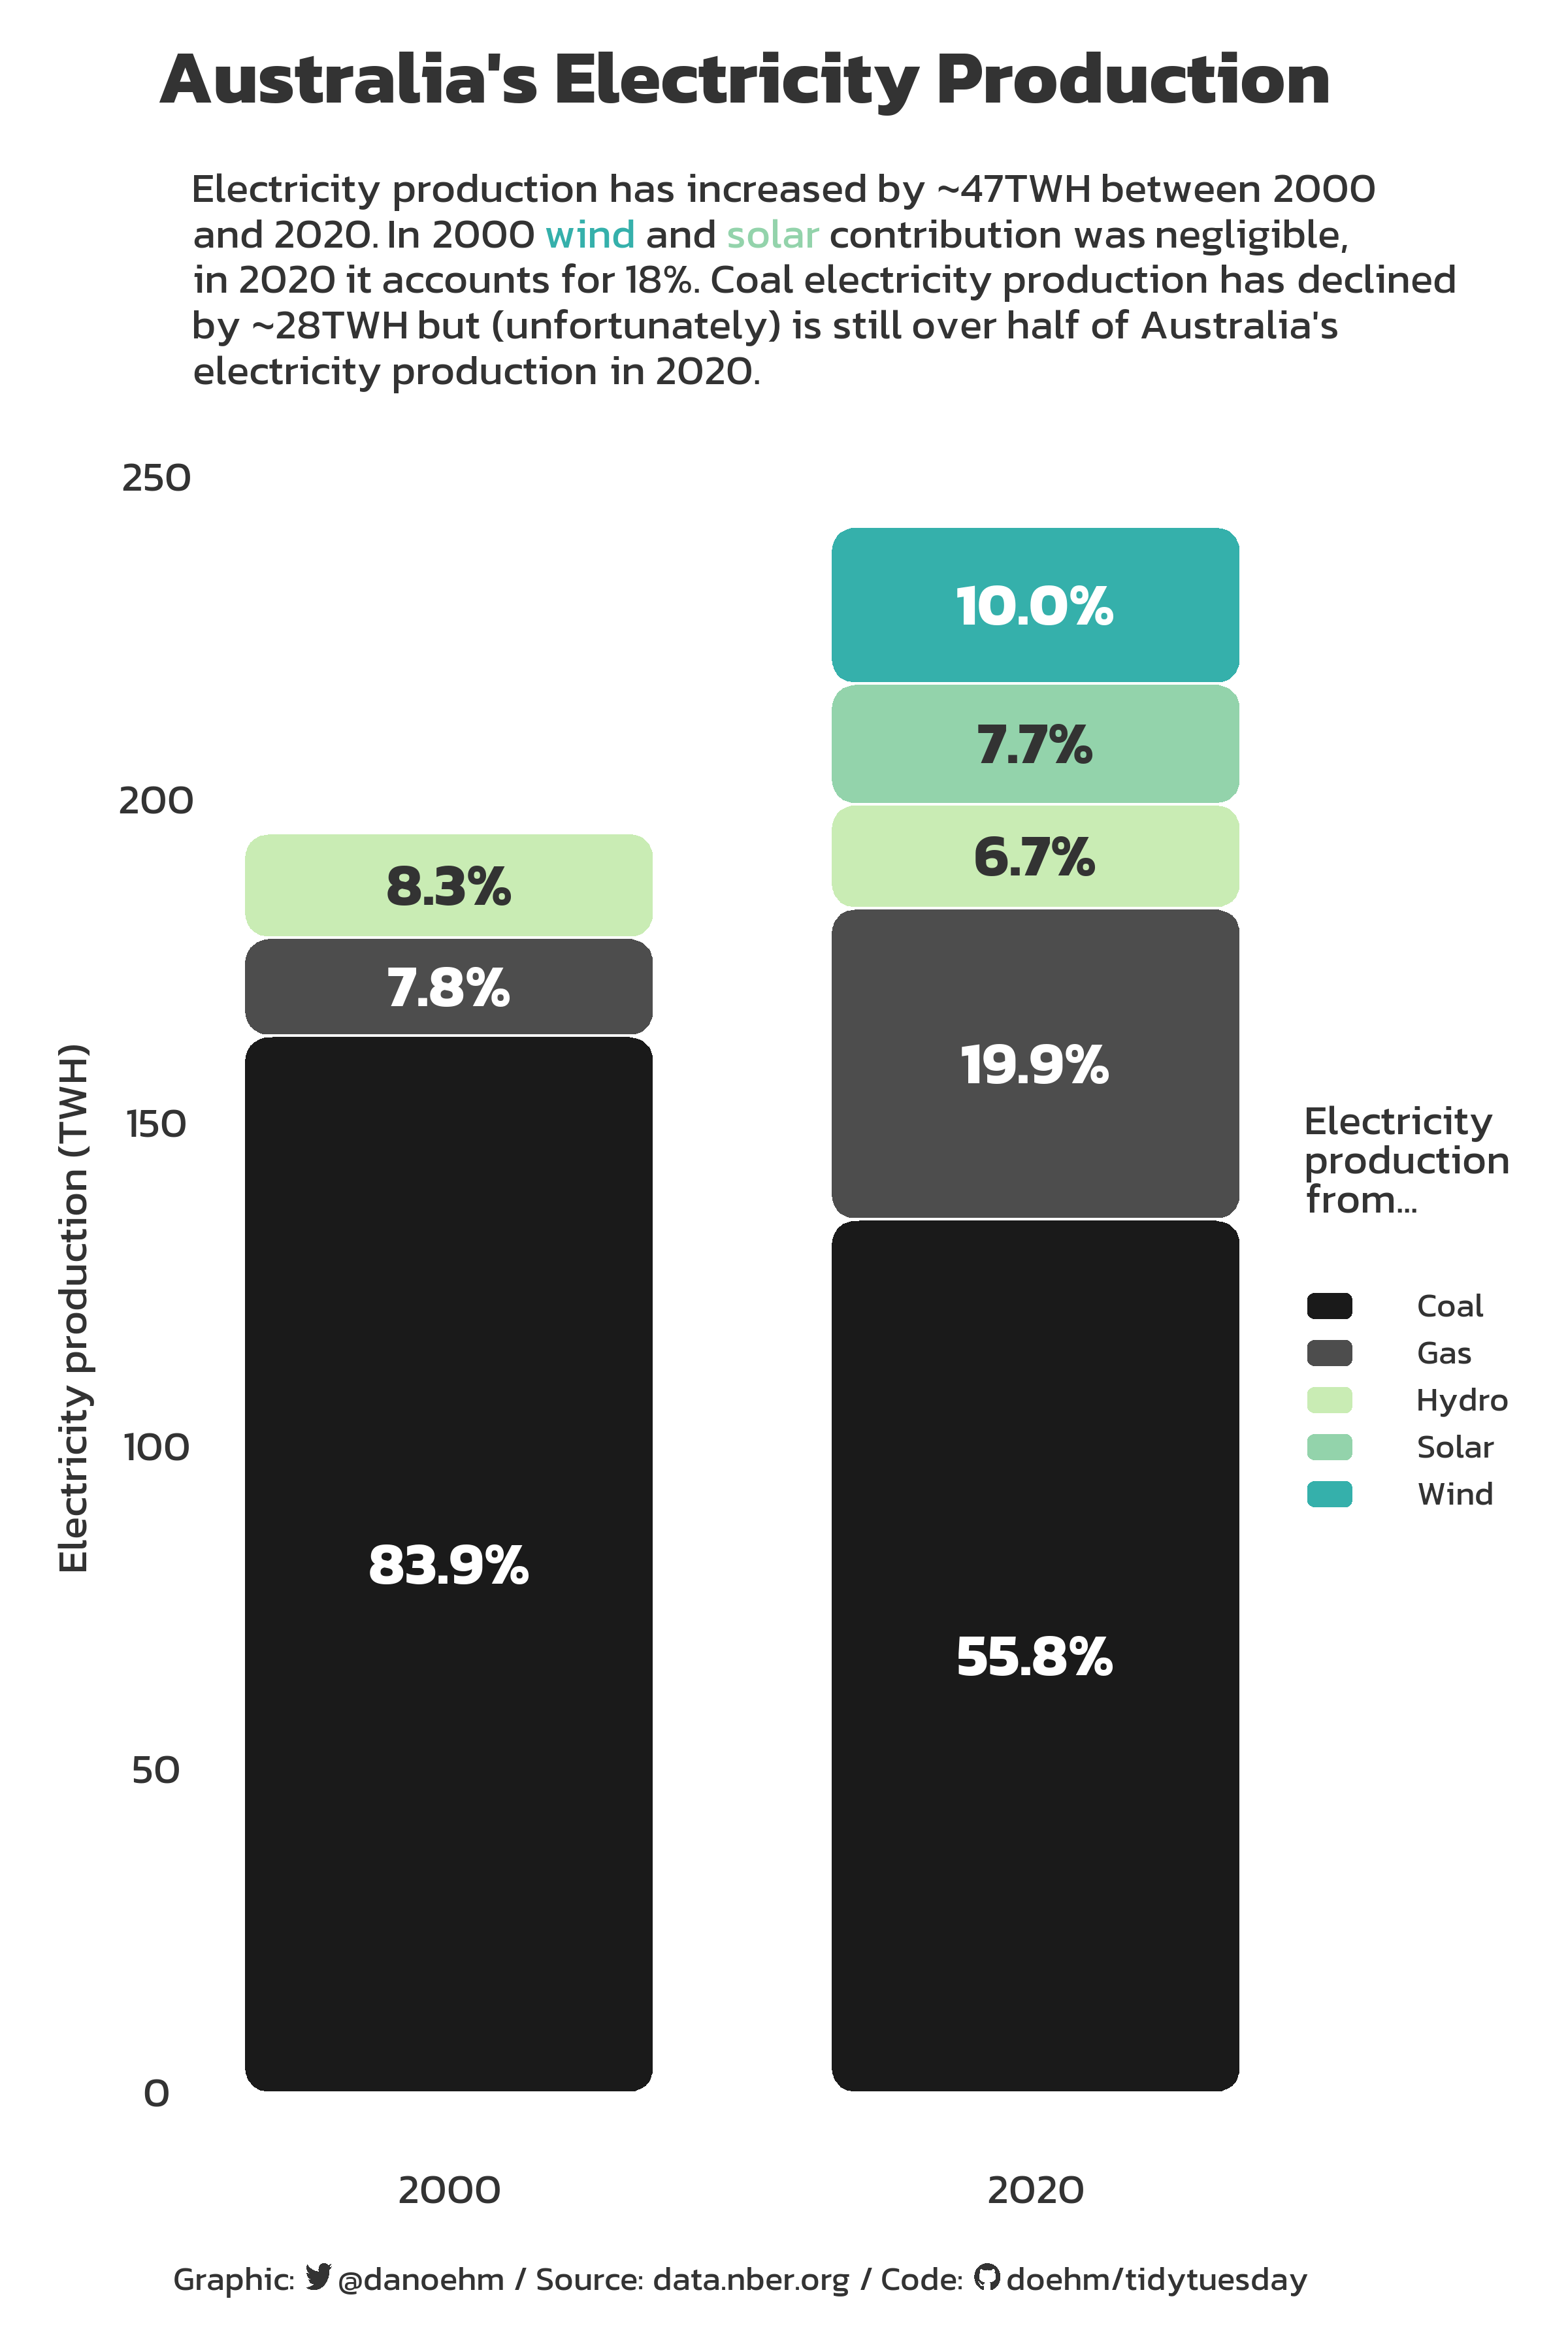 Australia's Electricity Production
Electricity production has increased by ~47TWH between 2000
and 2020. In 2000 wind and solar contribution was negligible,
in 2020 it accounts for 18%. Coal electricity production has declined
by ~28TWH but (unfortunately) is still over half of Australia's
electricity production in 2020.
250
200
150
100
50
0
Electricity production (TWH)
8.3%
7.8%
83.9%
10.0%
7.7%
6.7%
19.9%
55.8%
Electricity
production
from...
Coal
Gas
Hydro
Solar
Wind
2000
2020
Graphic: @danoehm / Source: data.nber.org / Code: doehm/tidytuesday